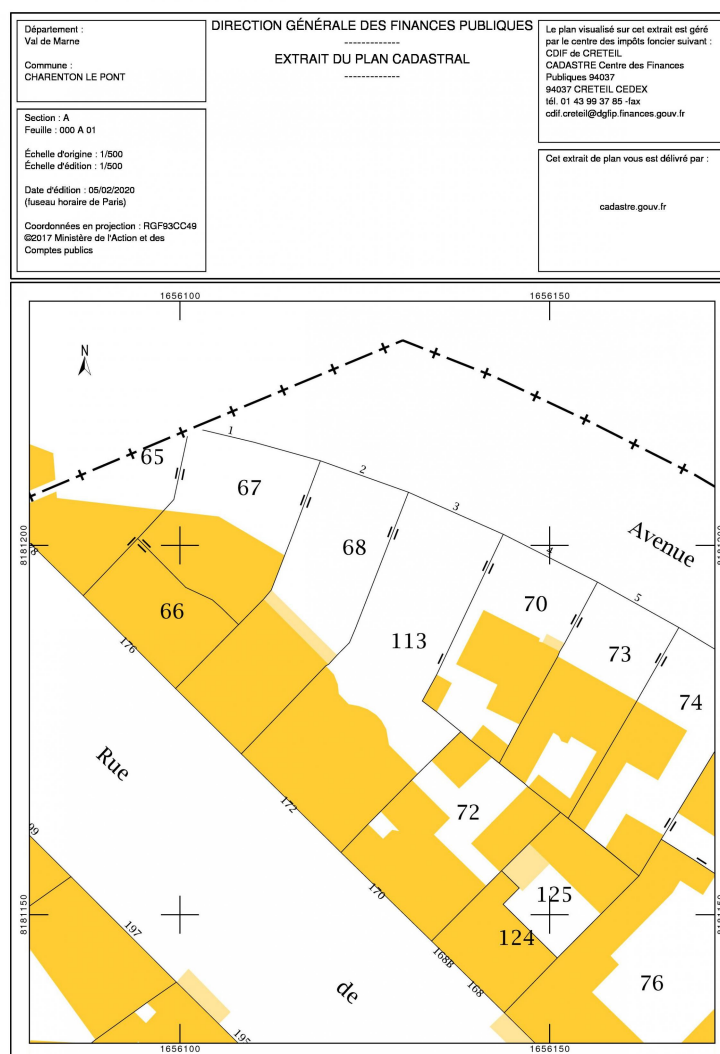 Département :
Val de Marne
Commune :
CHARENTON LE PONT
Section : A
Feuille : 000 A 01
Échelle d'origine : 1/500
Échelle d'édition : 1/500
Date d'édition : 05/02/2020
(fuseau horaire de Paris)
Coordonnées en projection : RGF93CC49
©2017 Ministère de l'Action et des
Comptes publics
DIRECTION GÉNÉRALE DES FINANCES PUBLIQUES
-------------
EXTRAIT DU PLAN CADASTRAL
-------------
Le plan visualisé sur cet extrait est géré
par le centre des impôts foncier suivant :
CDIF de CRETEIL
CADASTRE Centre des Finances
Publiques 94037
94037 CRETEIL CEDEX
tél. 01 43 99 37 85 -fax
cdif.creteil@dgfip.finances.gouv.fr
Cet extrait de plan vous est délivré par :
cadastre.gouv.fr
1656100
1656150
N
1
65
2
67
3
Avenue
8181200
8181200
68
4
70
5
66
176
113
73
74
Rue
172
72
170
125
8181150
8181150
197
124
168B
168
76
de
195
1656100
1656150